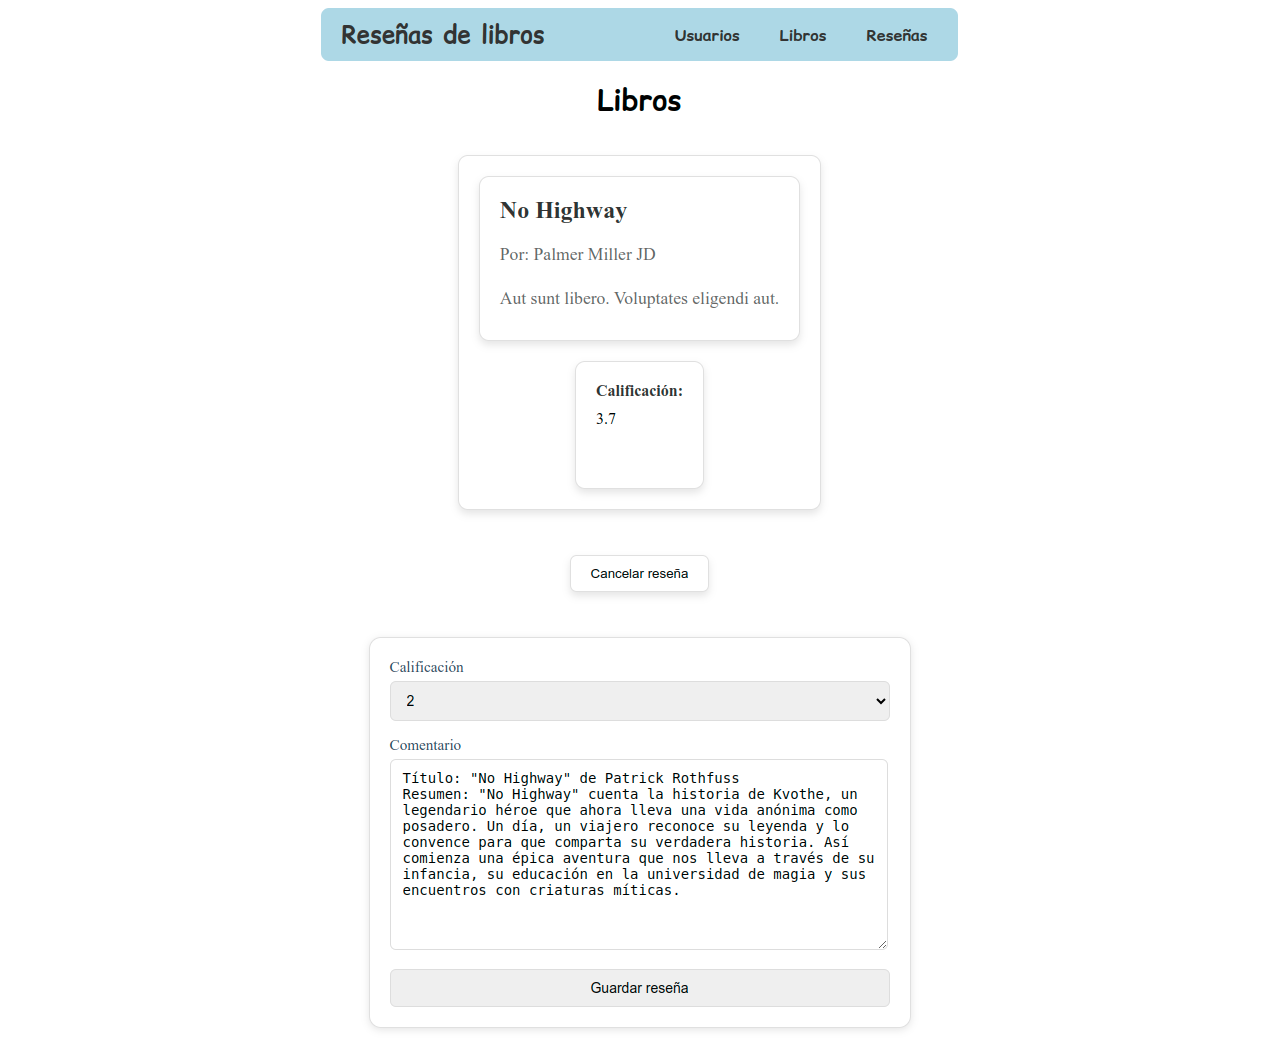 Reseñas de libros
Usuarios
Libros
Reseñas
Libros
No Highway
Por: Palmer Miller JD
Aut sunt libero. Voluptates eligendi aut.
Calificación:
3.7
Cancelar reseña
Calificación
2
Comentario
Título: "No Highway" de Patrick Rothfuss
Resumen: "No Highway" cuenta la historia de Kvothe, un
legendario héroe que ahora lleva una vida anónima como
posadero. Un día, un viajero reconoce su leyenda y lo
convence para que comparta su verdadera historia. Así
comienza una épica aventura que nos lleva a través de su
infancia, su educación en la universidad de magia y sus
encuentros con criaturas míticas.
Guardar reseña